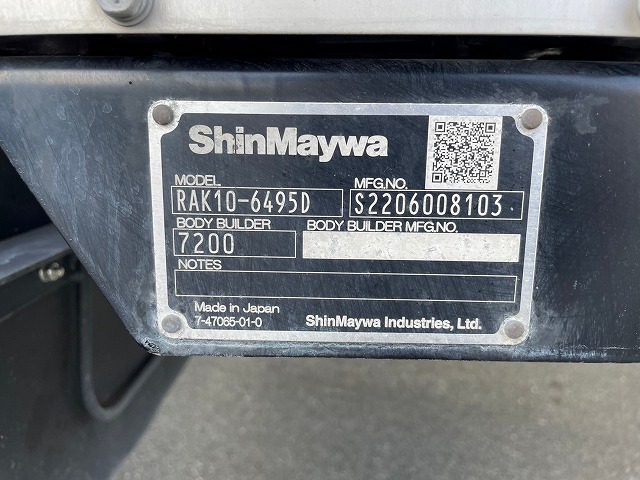 ShinMaywa
MODEL MFG.NO.
RAK10-6495D S2206008103
BODY BUILDER BODY BUILDER MFG.NO.
7200
NOTES
Made in Japan
7-47065-01-0 ShinMaywa Industries, Ltd.